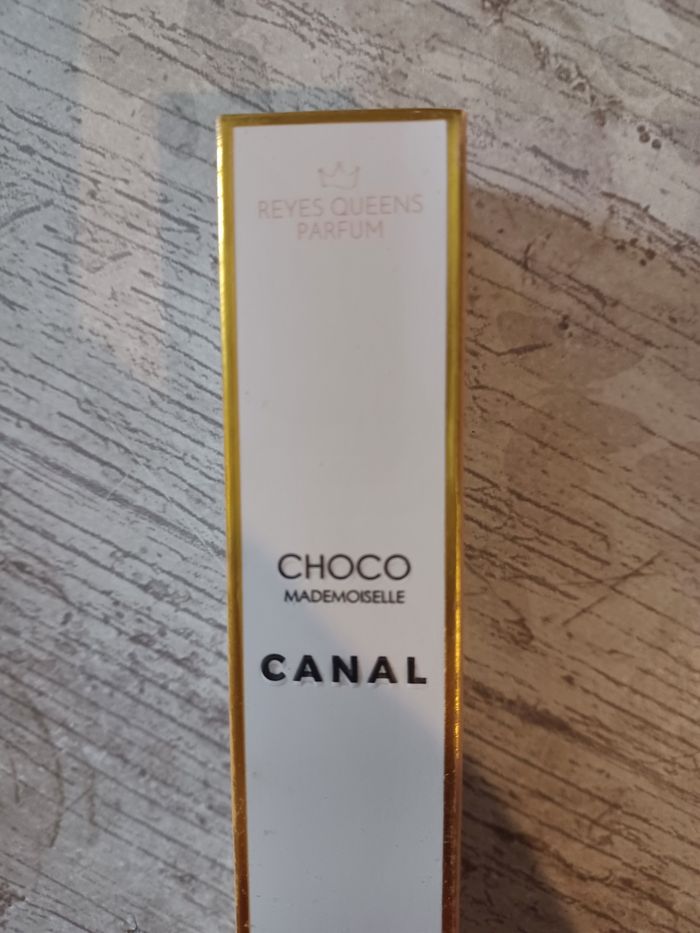 REYES QUEENS
PARFUM
CHOCO
MADEMOISELLE
CANAL